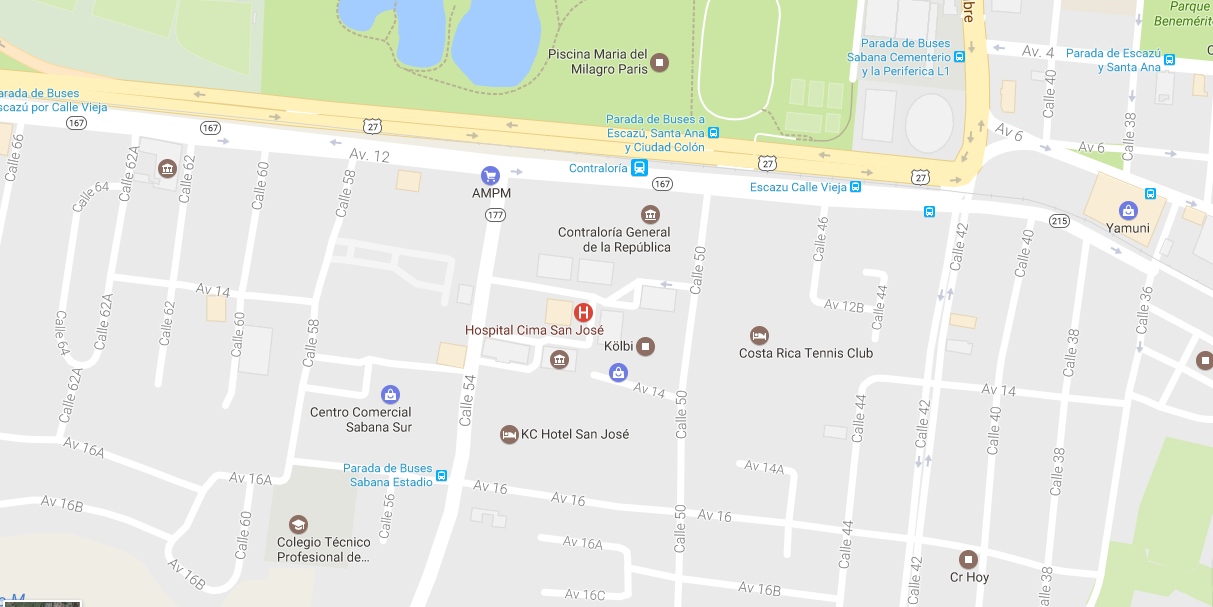 Parque
Benemérit
bre
Av. 4
Parada de Buses
Sabana Cementerio
y la Periferica L1
Parada de Escazú
y Santa Ana
C
Piscina Maria del
Milagro Paris
Calle 40
Calle 38
arada de Buses
scazú por Calle Vieja
167
167
27
Parada de Buses a
Escazú, Santa Ana
y Ciudad Colón
Av 6
Av 6
Av. 12
Contraloría
27
27
167
Escazu Calle Vieja
Calle 66
Calle 62A
Calle 62
Calle 60
Calle 58
Calle 64
AMPM
177
Contraloría General
de la República
215
Yamuni
Calle 46
Calle 42
Calle 40
Calle 50
Av. 14
Calle 44
Av 12B
Calle 36
Calle 62A
Calle 62
Calle 60
Calle 58
Calle 64
Hospital Cima San José
H
Kölbi
Costa Rica Tennis Club
Calle 38
Calle 62A
Centro Comercial
Sabana Sur
Calle 54
Av 14
Calle 50
Av 14
Calle 44
Calle 42
Calle 40
KC Hotel San José
Av 16A
Av 16A
Parada de Buses
Sabana Estadio
Av 14A
Calle 38
Av 16
Av 16
Av 16
Av 16B
Calle 60
Calle 56
Calle 50
Calle 44
Colegio Técnico
Profesional de...
Av 16A
Av 16B
Av 16B
Cr Hoy
Calle 42
Calle 38
Av 16C